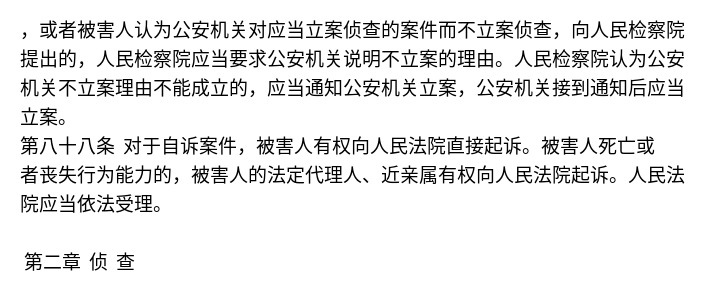 ，或者被害人认为公安机关对应当立案侦查的案件而不立案侦查，向人民检察院
提出的，人民检察院应当要求公安机关说明不立案的理由。人民检察院认为公安
机关不立案理由不能成立的，应当通知公安机关立案，公安机关接到通知后应当
立案。
第八十八条 对于自诉案件，被害人有权向人民法院直接起诉。被害人死亡或
者丧失行为能力的，被害人的法定代理人、近亲属有权向人民法院起诉。人民法
院应当依法受理。
第二章 侦 查